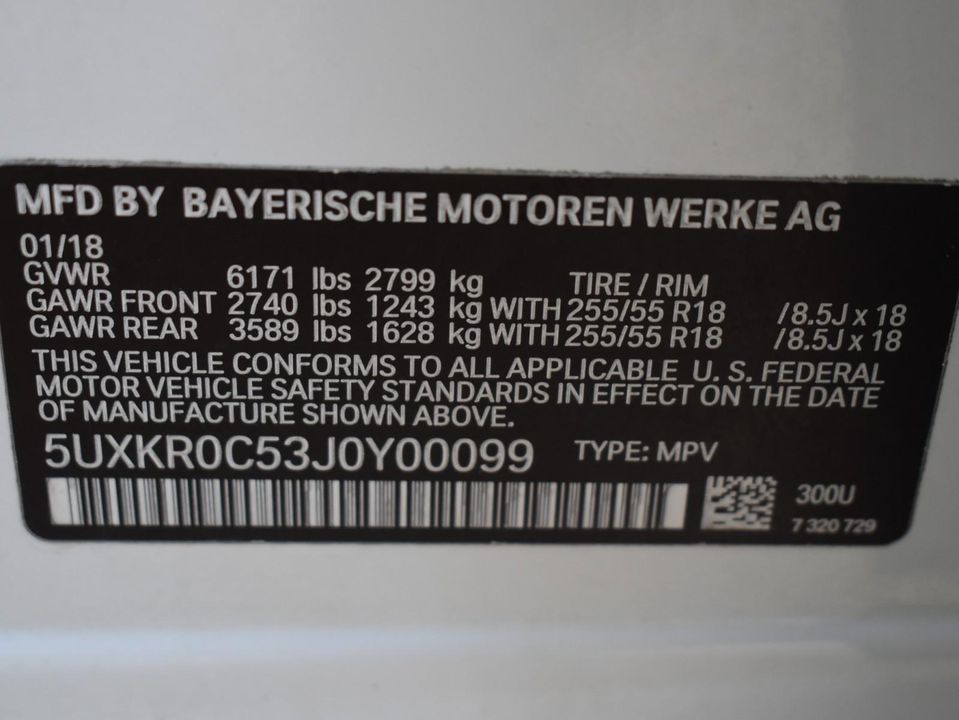 MFD BY BAYERISCHE MOTOREN WERKE AG
01/18
GVWR 6171 lbs 2799 kg TIRE / RIM
GAWR FRONT 2740 lbs 1243 kg WITH 255/55 R18 /8.5J x 18
GAWR REAR 3589 lbs 1628 kg WITH 255/55 R18 /8.5J x 18
THIS VEHICLE CONFORMS TO ALL APPLICABLE U. S. FEDERAL
MOTOR VEHICLE SAFETY STANDARDS IN EFFECT ON THE DATE
OF MANUFACTURE SHOWN ABOVE.
5UXKR0C53J0Y00099 TYPE: MPV
300U
7 320 729